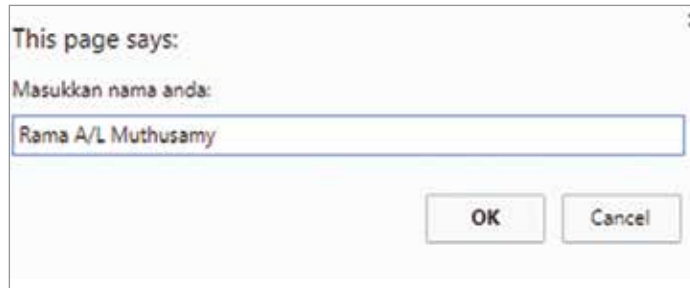 This page says:
Masukkan nama anda:
Rama A/L Muthusamy
OK Cancel